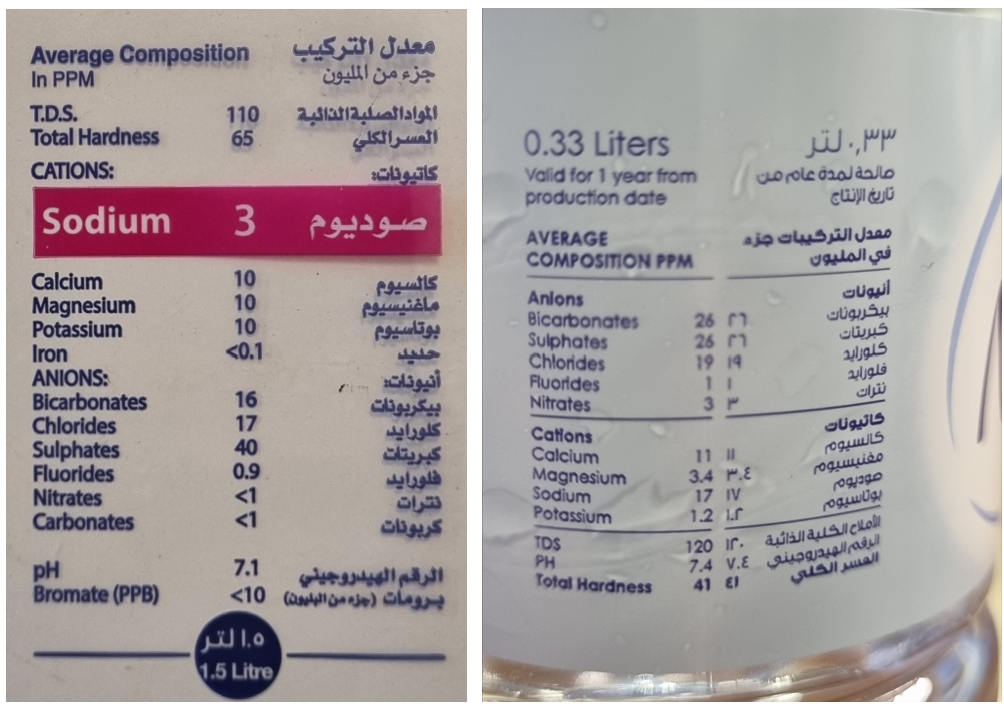 Average Composition معدل التركيب
In PPM جزء من المليون
T.D.S. 110 المواد الصلبة الذائبة
Total Hardness 65 العسر الكلي
CATIONS: كاتيونات:
Sodium 3 صوديوم
Calcium 10 كالسيوم
Magnesium 10 ماغنيسيوم
Potassium 10 بوتاسيوم
Iron <0.1 حديد
ANIONS: أنيونات:
Bicarbonates 16 بيكربونات
Chlorides 17 كلورايد
Sulphates 40 كبريتات
Fluorides 0.9 فلورايد
Nitrates <1 نترات
Carbonates <1 كربونات
pH 7.1 الرقم الهيدروجيني
Bromate (PPB) <10 برومات (جزء من البليون)
١.٥ لتر
1.5 Litre
0.33 Liters ٠,٣٣ لتر
Valid for 1 year from صالحة لمدة عام من
production date تاريخ الإنتاج
AVERAGE معدل التركيبات جزء
COMPOSITION PPM في المليون
Anions أنيونات
Bicarbonates 26 ٢٦ بيكربونات
Sulphates 26 ٢٦ كبريتات
Chlorides 19 ١٩ كلورايد
Fluorides 1 ١ فلورايد
Nitrates 3 ٣ نترات
Cations كاتيونات
Calcium 11 ١١ كالسيوم
Magnesium 3.4 ٣.٤ مغنيسيوم
Sodium 17 ١٧ صوديوم
Potassium 1.2 ١.٢ بوتاسيوم
TDS 120 ١٢٠ الأملاح الكلية الذائبة
PH 7.4 ٧.٤ الرقم الهيدروجيني
Total Hardness 41 ٤١ العسر الكلي